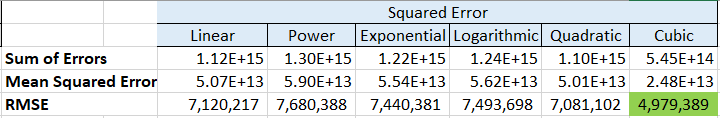 Squared Error
Linear Power Exponential Logarithmic Quadratic Cubic
Sum of Errors 1.12E+15 1.30E+15 1.22E+15 1.24E+15 1.10E+15 5.45E+14
Mean Squared Error 5.07E+13 5.90E+13 5.54E+13 5.62E+13 5.01E+13 2.48E+13
RMSE 7,120,217 7,680,388 7,440,381 7,493,698 7,081,102 4,979,389